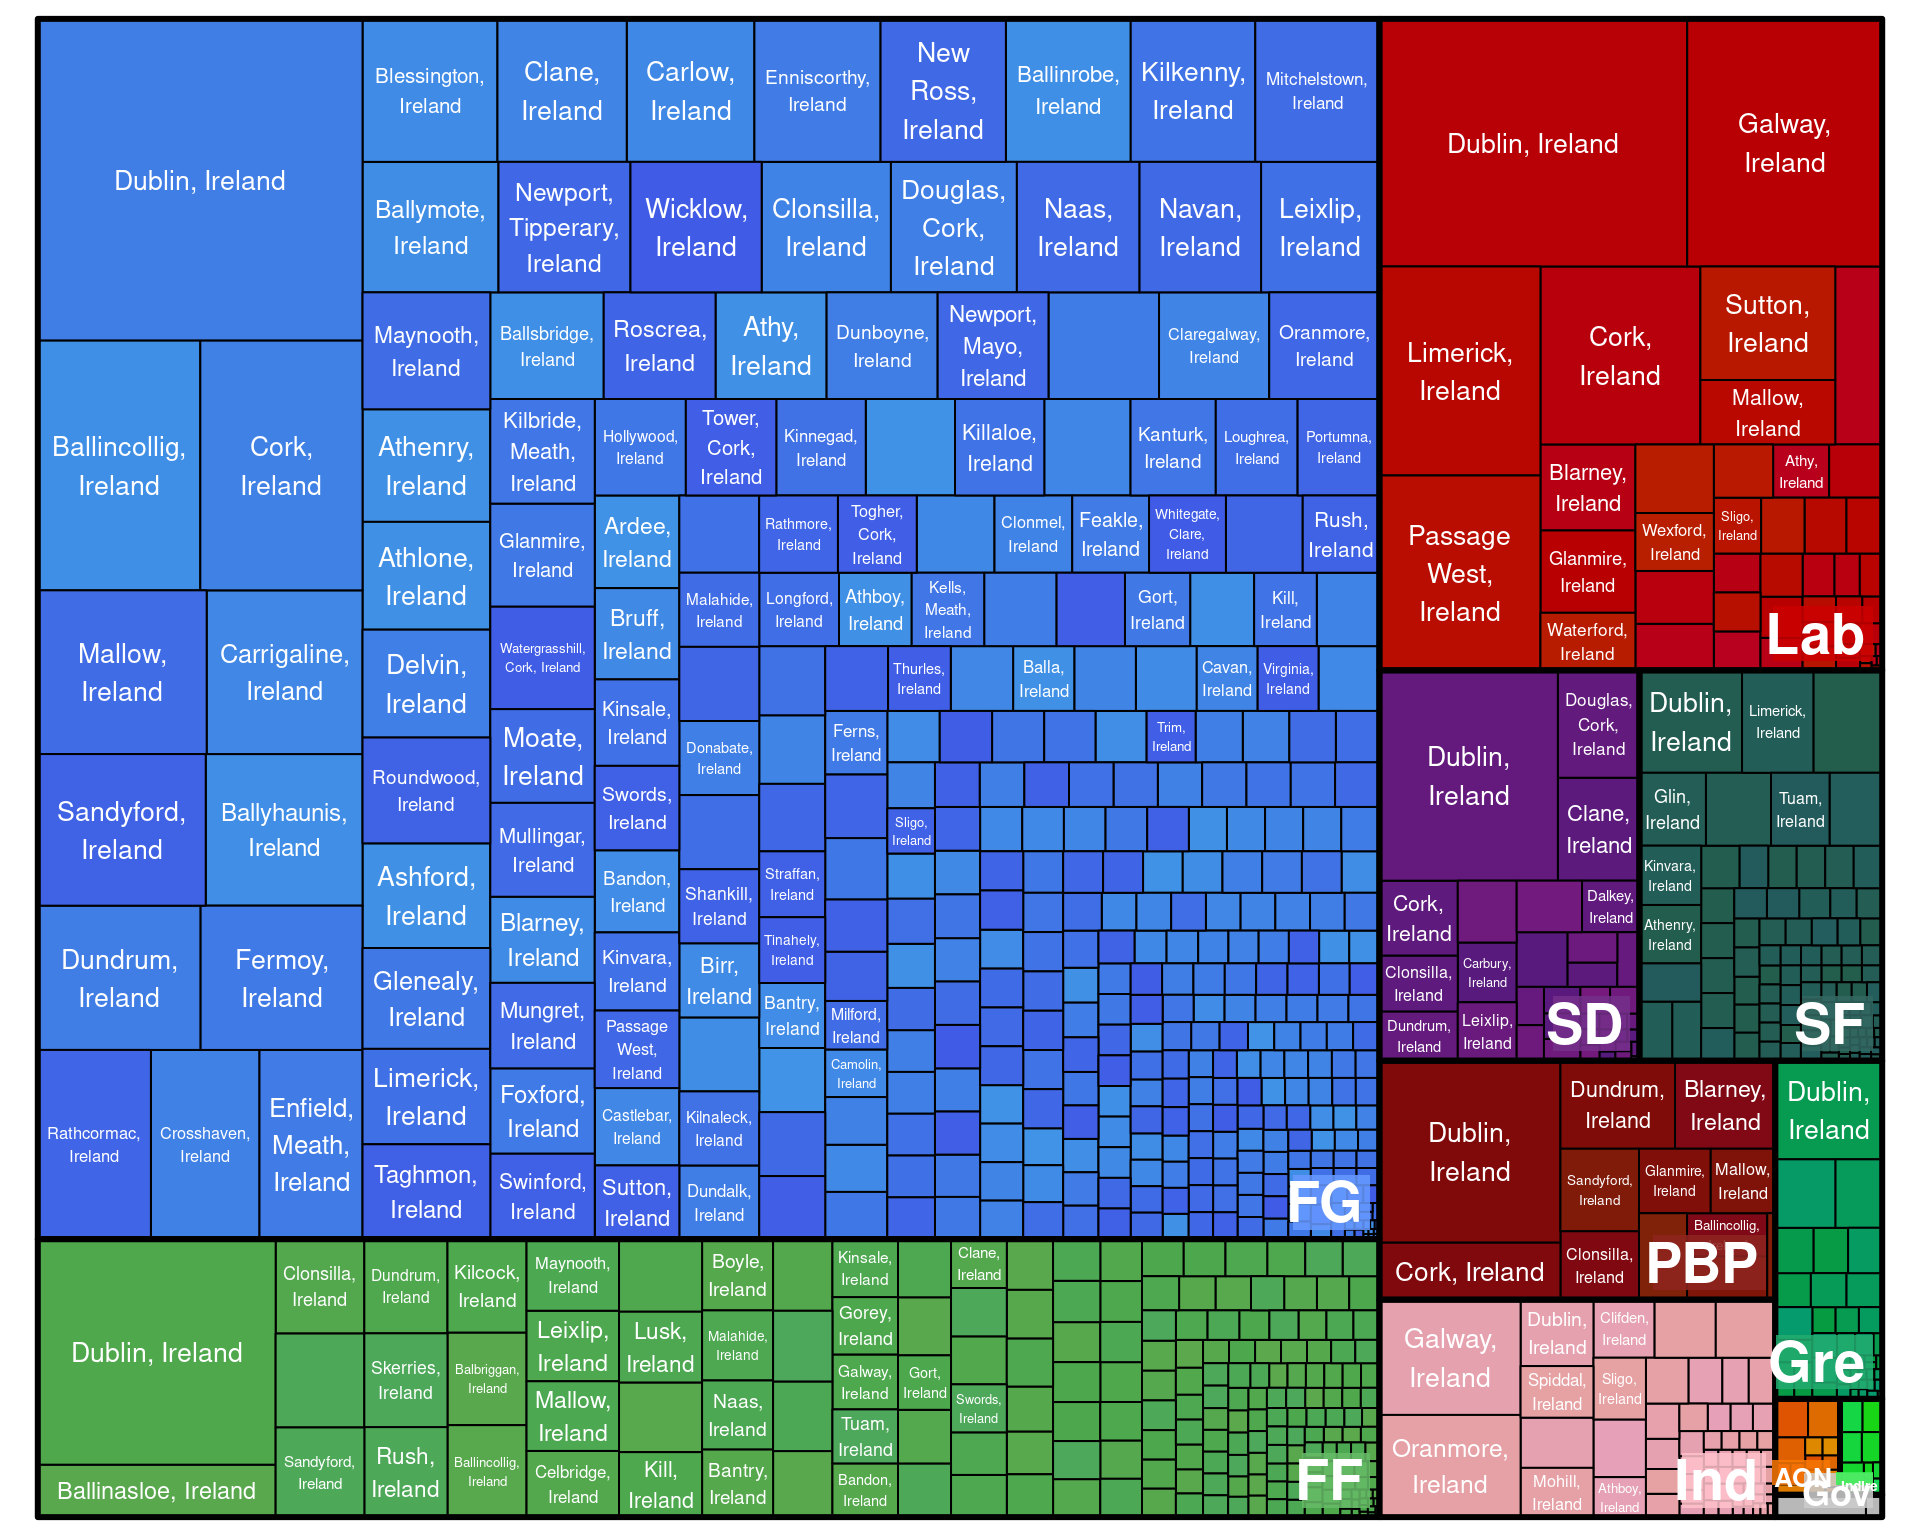 Dublin, Ireland
Blessington,
Ireland
Clane,
Ireland
Carlow,
Ireland
Enniscorthy,
Ireland
New
Ross,
Ireland
Ballinrobe,
Ireland
Kilkenny,
Ireland
Mitchelstown,
Ireland
Ballymote,
Ireland
Newport,
Tipperary,
Ireland
Wicklow,
Ireland
Clonsilla,
Ireland
Douglas,
Cork,
Ireland
Naas,
Ireland
Navan,
Ireland
Leixlip,
Ireland
Maynooth,
Ireland
Ballsbridge,
Ireland
Roscrea,
Ireland
Athy,
Ireland
Dunboyne,
Ireland
Newport,
Mayo,
Ireland
Claregalway,
Ireland
Oranmore,
Ireland
Ballincollig,
Ireland
Cork,
Ireland
Athenry,
Ireland
Kilbride,
Meath,
Ireland
Hollywood,
Ireland
Tower,
Cork,
Ireland
Kinnegad,
Ireland
Killaloe,
Ireland
Kanturk,
Ireland
Loughrea,
Ireland
Portumna,
Ireland
Athlone,
Ireland
Glanmire,
Ireland
Ardee,
Ireland
Rathmore,
Ireland
Togher,
Cork,
Ireland
Clonmel,
Ireland
Feakle,
Ireland
Whitegate,
Clare,
Ireland
Rush,
Ireland
Bruff,
Ireland
Malahide,
Ireland
Longford,
Ireland
Athboy,
Ireland
Kells,
Meath,
Ireland
Gort,
Ireland
Kill,
Ireland
Mallow,
Ireland
Carrigaline,
Ireland
Delvin,
Ireland
Watergrasshill,
Cork, Ireland
Thurles,
Ireland
Balla,
Ireland
Cavan,
Ireland
Virginia,
Ireland
Kinsale,
Ireland
Donabate,
Ireland
Ferns,
Ireland
Trim,
Ireland
Roundwood,
Ireland
Moate,
Ireland
Swords,
Ireland
Sandyford,
Ireland
Ballyhaunis,
Ireland
Mullingar,
Ireland
Sligo,
Ireland
Ashford,
Ireland
Bandon,
Ireland
Shankill,
Ireland
Straffan,
Ireland
Blarney,
Ireland
Tinahely,
Ireland
Dundrum,
Ireland
Fermoy,
Ireland
Glenealy,
Ireland
Kinvara,
Ireland
Birr,
Ireland
Mungret,
Ireland
Bantry,
Ireland
Milford,
Ireland
Passage
West,
Ireland
Camolin,
Ireland
Limerick,
Ireland
Rathcormac,
Ireland
Crosshaven,
Ireland
Enfield,
Meath,
Ireland
Foxford,
Ireland
Castlebar,
Ireland
Kilnaleck,
Ireland
Taghmon,
Ireland
Swinford,
Ireland
Sutton,
Ireland
Dundalk,
Ireland
FG
Dublin, Ireland
Ballinasloe, Ireland
Clonsilla,
Ireland
Sandyford,
Ireland
Dundrum,
Ireland
Skerries,
Ireland
Rush,
Ireland
Kilcock,
Ireland
Balbriggan,
Ireland
Ballincollig,
Ireland
Maynooth,
Ireland
Leixlip,
Ireland
Mallow,
Ireland
Celbridge,
Ireland
Lusk,
Ireland
Kill,
Ireland
Boyle,
Ireland
Malahide,
Ireland
Naas,
Ireland
Bantry,
Ireland
Kinsale,
Ireland
Gorey,
Ireland
Galway,
Ireland
Tuam,
Ireland
Bandon,
Ireland
Gort,
Ireland
Clane,
Ireland
Swords,
Ireland
FF
Dublin, Ireland
Galway,
Ireland
Limerick,
Ireland
Cork,
Ireland
Sutton,
Ireland
Mallow,
Ireland
Passage
West,
Ireland
Blarney,
Ireland
Glanmire,
Ireland
Waterford,
Ireland
Wexford,
Ireland
Athy,
Ireland
Sligo,
Ireland
Lab
Dublin,
Ireland
Douglas,
Cork,
Ireland
Clane,
Ireland
Cork,
Ireland
Clonsilla,
Ireland
Dundrum,
Ireland
Carbury,
Ireland
Leixlip,
Ireland
Dalkey,
Ireland
SD
Dublin,
Ireland
Limerick,
Ireland
Glin,
Ireland
Tuam,
Ireland
Kinvara,
Ireland
Athenry,
Ireland
SF
Dublin,
Ireland
Cork, Ireland
Dundrum,
Ireland
Blarney,
Ireland
Sandyford,
Ireland
Glanmire,
Ireland
Mallow,
Ireland
Clonsilla,
Ireland
Ballincollig,
PBP
Dublin,
Ireland
Gre
Galway,
Ireland
Oranmore,
Ireland
Dublin,
Ireland
Spiddal,
Ireland
Mohill,
Ireland
Clifden,
Ireland
Sligo,
Ireland
Athboy,
Ireland
Ind
AON
Gov